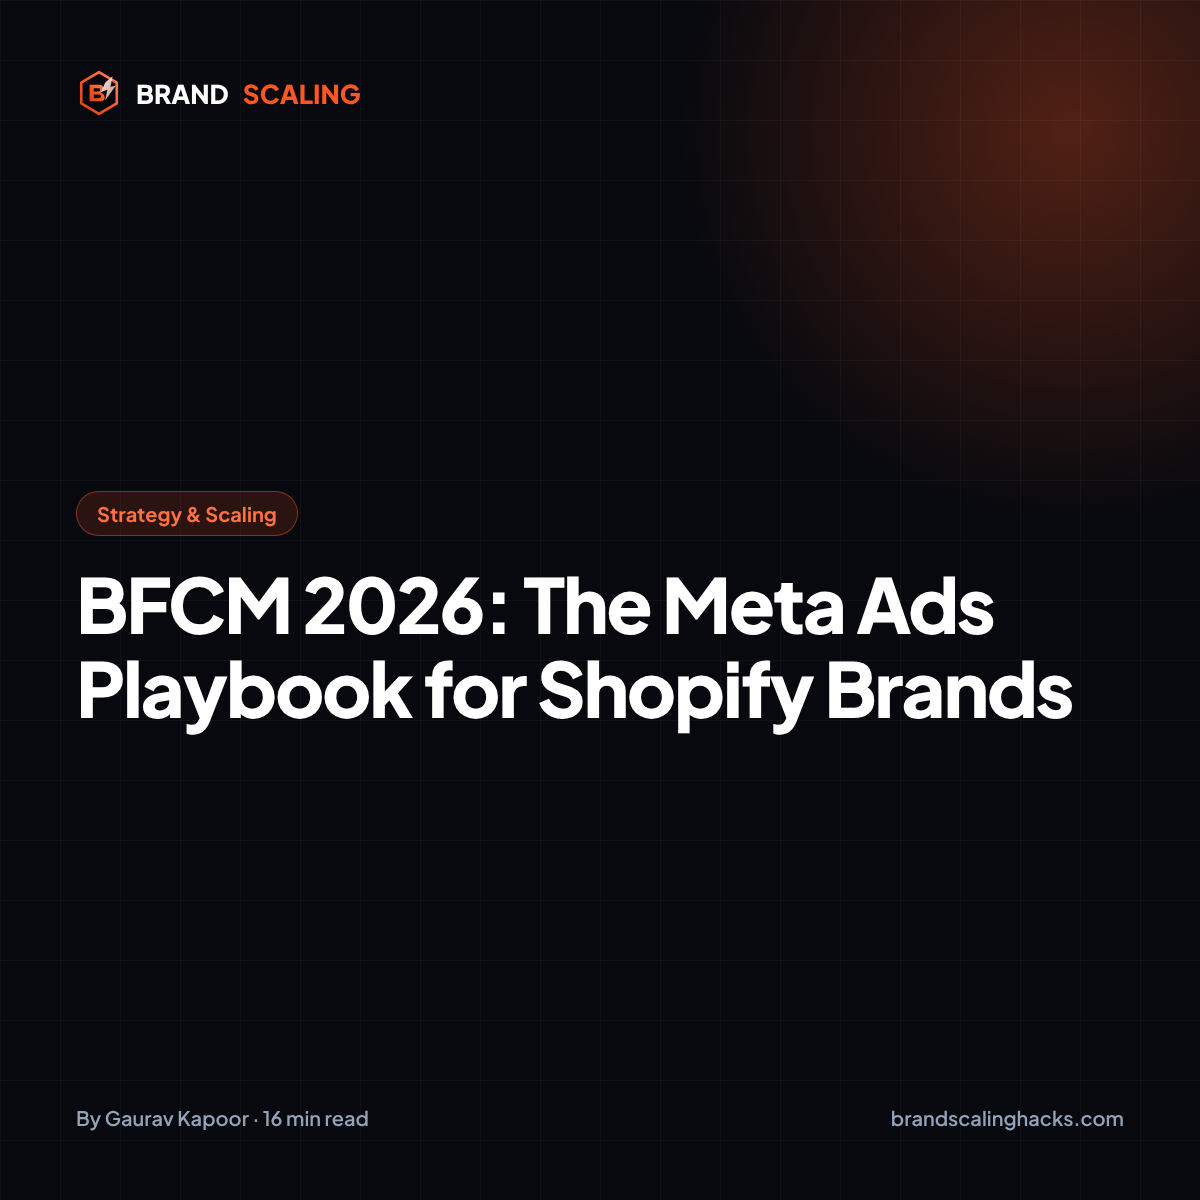 B
BRAND SCALING
Strategy & Scaling
BFCM 2026: The Meta Ads
Playbook for Shopify Brands
By Gaurav Kapoor · 16 min read
brandscalinghacks.com